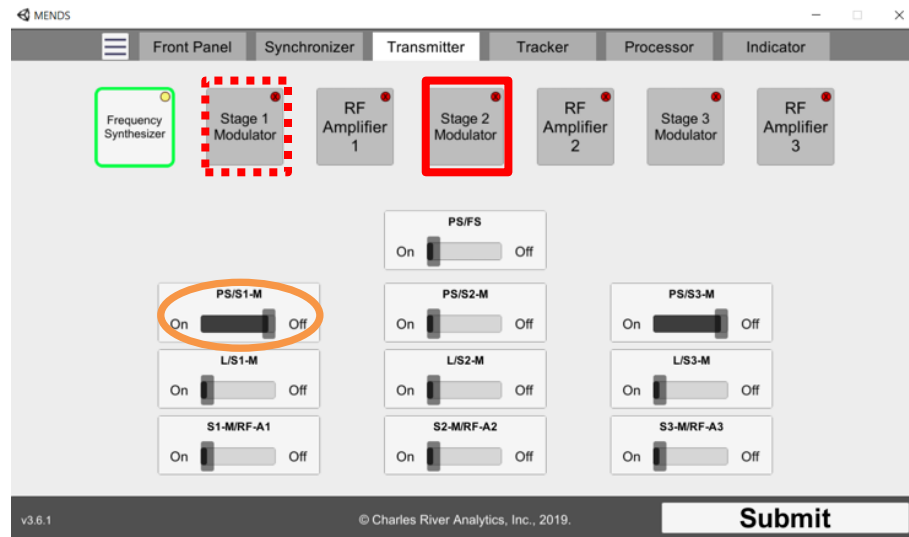 MENDS
Front Panel
Synchronizer
Transmitter
Tracker
Processor
Indicator
Frequency
Synthesizer
Stage 1
Modulator
RF
Amplifier
1
Stage 2
Modulator
RF
Amplifier
2
Stage 3
Modulator
RF
Amplifier
3
PS/FS
On Off
PS/S1-M
On Off
PS/S2-M
On Off
PS/S3-M
On Off
L/S1-M
On Off
L/S2-M
On Off
L/S3-M
On Off
S1-M/RF-A1
On Off
S2-M/RF-A2
On Off
S3-M/RF-A3
On Off
v3.6.1
© Charles River Analytics, Inc., 2019.
Submit